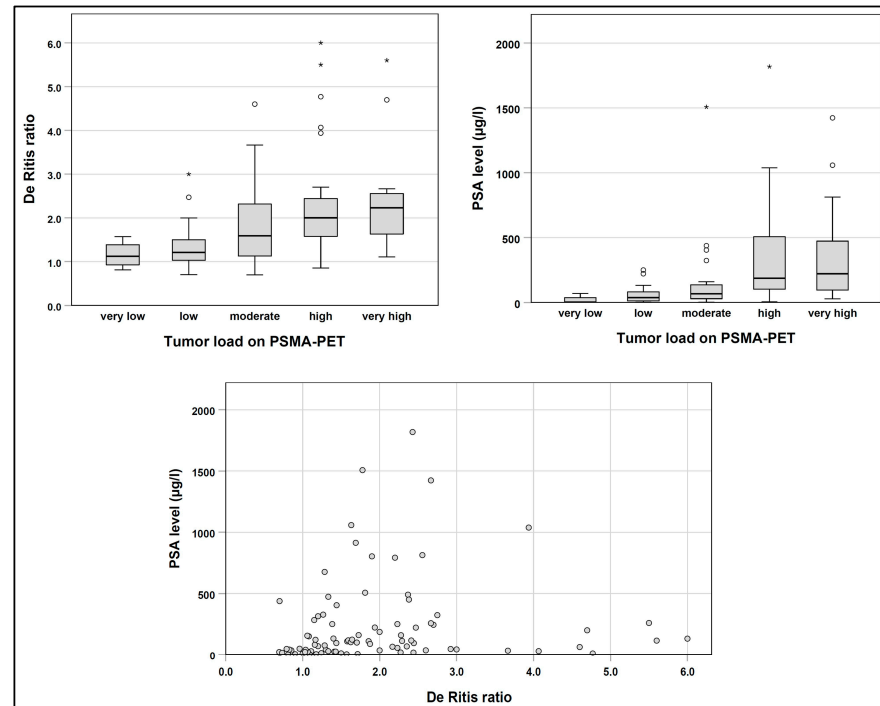 De Ritis ratio
6.0
5.0
4.0
3.0
2.0
1.0
0.0
very low low moderate high very high
Tumor load on PSMA-PET
PSA level (µg/l)
2000
1500
1000
500
0
very low low moderate high very high
Tumor load on PSMA-PET
PSA level (µg/l)
2000
1500
1000
500
0
0.0 1.0 2.0 3.0 4.0 5.0 6.0
De Ritis ratio